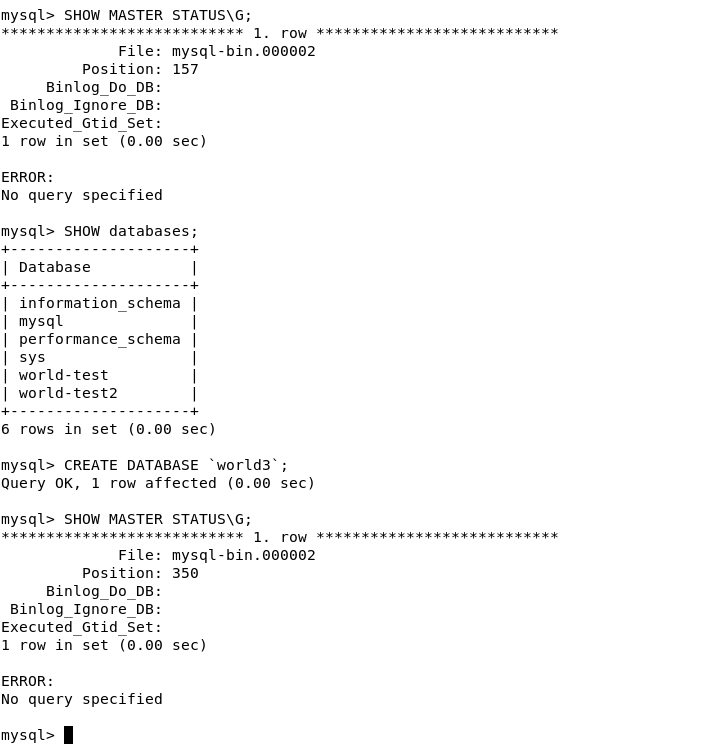 mysql> SHOW MASTER STATUS\G;
*************************** 1. row ***************************
             File: mysql-bin.000002
         Position: 157
     Binlog_Do_DB:
 Binlog_Ignore_DB:
Executed_Gtid_Set:
1 row in set (0.00 sec)

ERROR:
No query specified

mysql> SHOW databases;
+--------------------+
| Database           |
+--------------------+
| information_schema |
| mysql              |
| performance_schema |
| sys                |
| world-test         |
| world-test2        |
+--------------------+
6 rows in set (0.00 sec)

mysql> CREATE DATABASE `world3`;
Query OK, 1 row affected (0.00 sec)

mysql> SHOW MASTER STATUS\G;
*************************** 1. row ***************************
             File: mysql-bin.000002
         Position: 350
     Binlog_Do_DB:
 Binlog_Ignore_DB:
Executed_Gtid_Set:
1 row in set (0.00 sec)

ERROR:
No query specified

mysql>